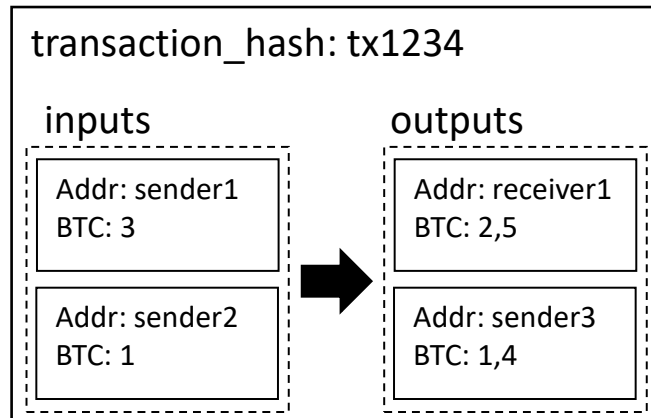 transaction_hash: tx1234
inputs
outputs
Addr: sender1
BTC: 3
Addr: receiver1
BTC: 2,5
Addr: sender2
BTC: 1
Addr: sender3
BTC: 1,4